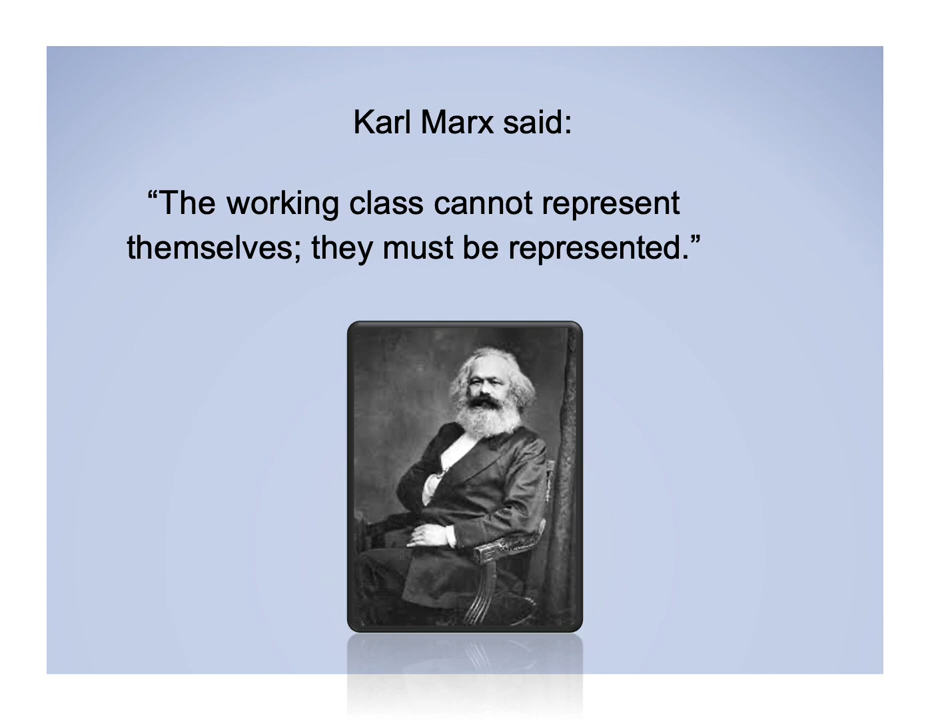 Karl Marx said:
“The working class cannot represent
themselves; they must be represented.”